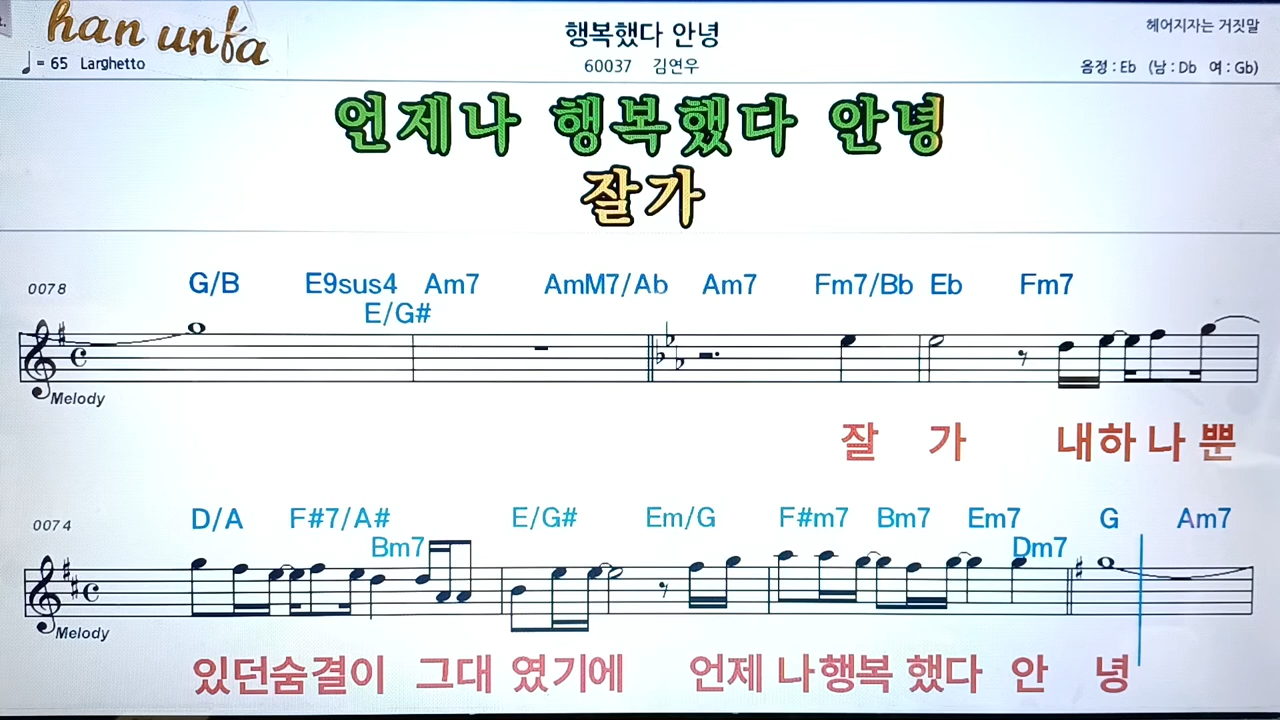 han unfa
행복했다 안녕
헤어지자는 거짓말
♩ = 65 Larghetto
60037 김연우
음정 : Eb (남 : Db 여 : Gb)
언제나 행복했다 안녕
잘가
0078 G/B E9sus4 Am7 AmM7/Ab Am7 Fm7/Bb Eb Fm7
E/G#
Melody
잘 가 내하 나 뿐
0074 D/A F#7/A# E/G# Em/G F#m7 Bm7 Em7 G Am7
Bm7 Dm7
Melody
있던숨결이 그대 였기에 언제 나행복 했다 안 녕